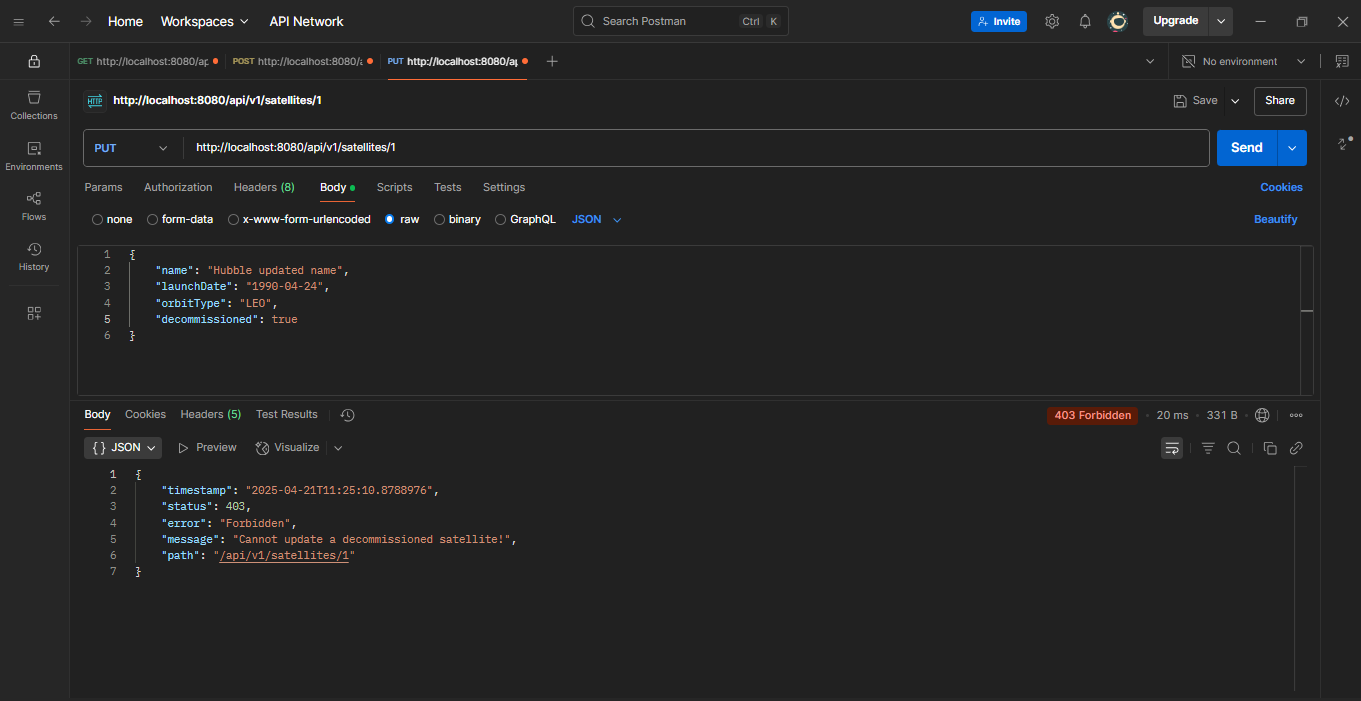 Home Workspaces API Network Search Postman Ctrl K Invite Upgrade
GET http://localhost:8080/ap POST http://localhost:8080/a PUT http://localhost:8080/ap No environment
HTTP http://localhost:8080/api/v1/satellites/1 Save Share
Collections
PUT http://localhost:8080/api/v1/satellites/1 Send
Environments
Params Authorization Headers (8) Body Scripts Tests Settings Cookies
Flows
none form-data x-www-form-urlencoded raw binary GraphQL JSON Beautify
History
1 {
2 "name": "Hubble updated name",
3 "launchDate": "1990-04-24",
4 "orbitType": "LEO",
5 "decommissioned": true
6 }
Body Cookies Headers (5) Test Results 403 Forbidden 20 ms 331 B
{ } JSON Preview Visualize
1 {
2 "timestamp": "2025-04-21T11:25:10.8788976",
3 "status": 403,
4 "error": "Forbidden",
5 "message": "Cannot update a decommissioned satellite!",
6 "path": "/api/v1/satellites/1"
7 }